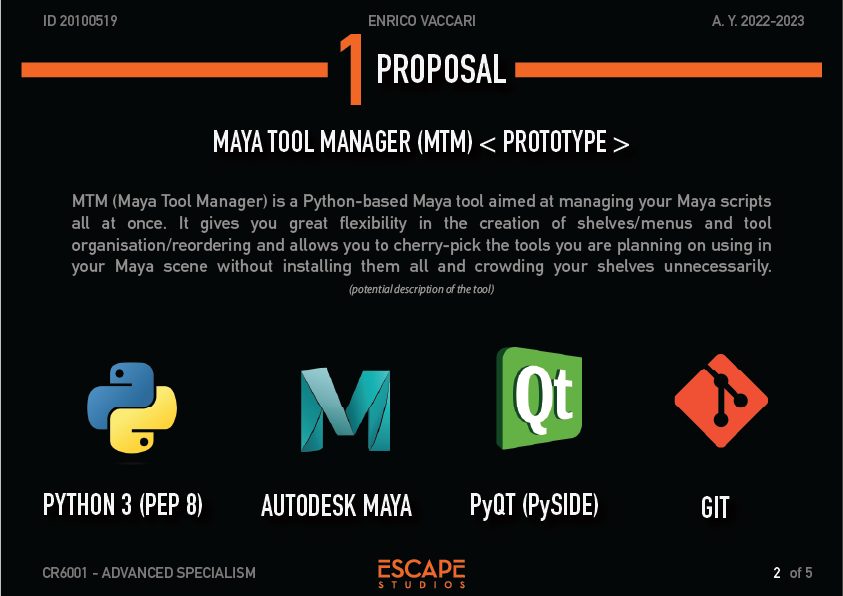 ID 20100519 ENRICO VACCARI A. Y. 2022-2023
1 PROPOSAL
MAYA TOOL MANAGER (MTM) < PROTOTYPE >
MTM (Maya Tool Manager) is a Python-based Maya tool aimed at managing your Maya scripts
all at once. It gives you great flexibility in the creation of shelves/menus and tool
organisation/reordering and allows you to cherry-pick the tools you are planning on using in
your Maya scene without installing them all and crowding your shelves unnecessarily.
(potential description of the tool)
Qt
PYTHON 3 (PEP 8) AUTODESK MAYA PyQT (PySIDE) GIT
CR6001 - ADVANCED SPECIALISM ESCAPE 2 of 5
STUDIOS